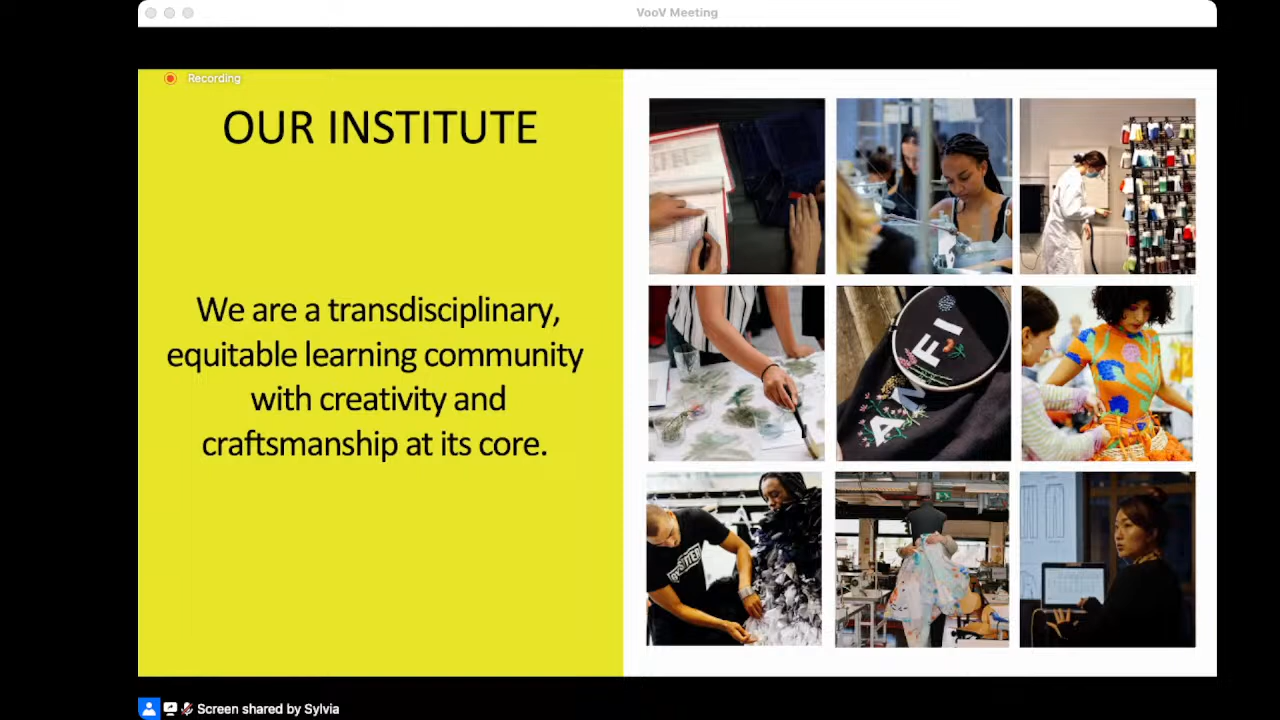 VooV Meeting
Recording
OUR INSTITUTE
We are a transdisciplinary,
equitable learning community
with creativity and
craftsmanship at its core.
AMFI
Screen shared by Sylvia